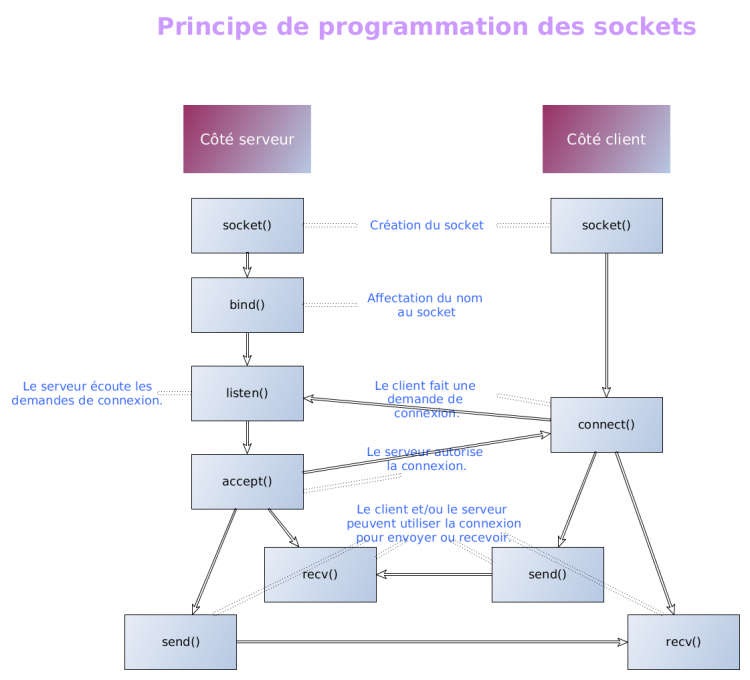 Principe de programmation des sockets
Côté serveur
Côté client
socket()
Création du socket
socket()
bind()
Affectation du nom
au socket
Le serveur écoute les
demandes de connexion.
listen()
Le client fait une
demande de
connexion.
connect()
Le serveur autorise
la connexion.
accept()
Le client et/ou le serveur
peuvent utiliser la connexion
pour envoyer ou recevoir.
recv()
send()
send()
recv()